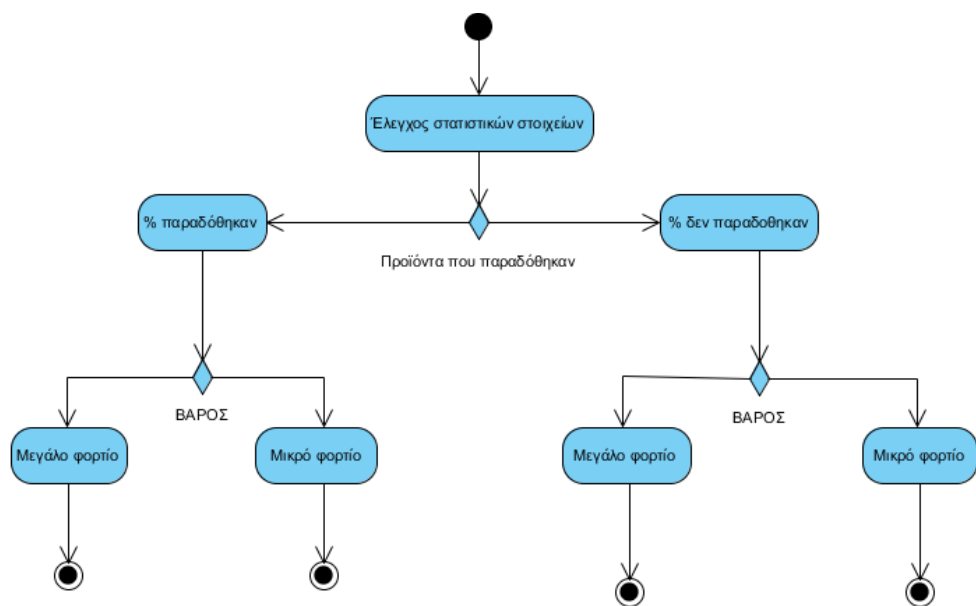 Έλεγχος στατιστικών στοιχείων
% παραδόθηκαν
% δεν παραδοθηκαν
Προϊόντα που παραδόθηκαν
ΒΑΡΟΣ
ΒΑΡΟΣ
Μεγάλο φορτίο
Μικρό φορτίο
Μεγάλο φορτίο
Μικρό φορτίο